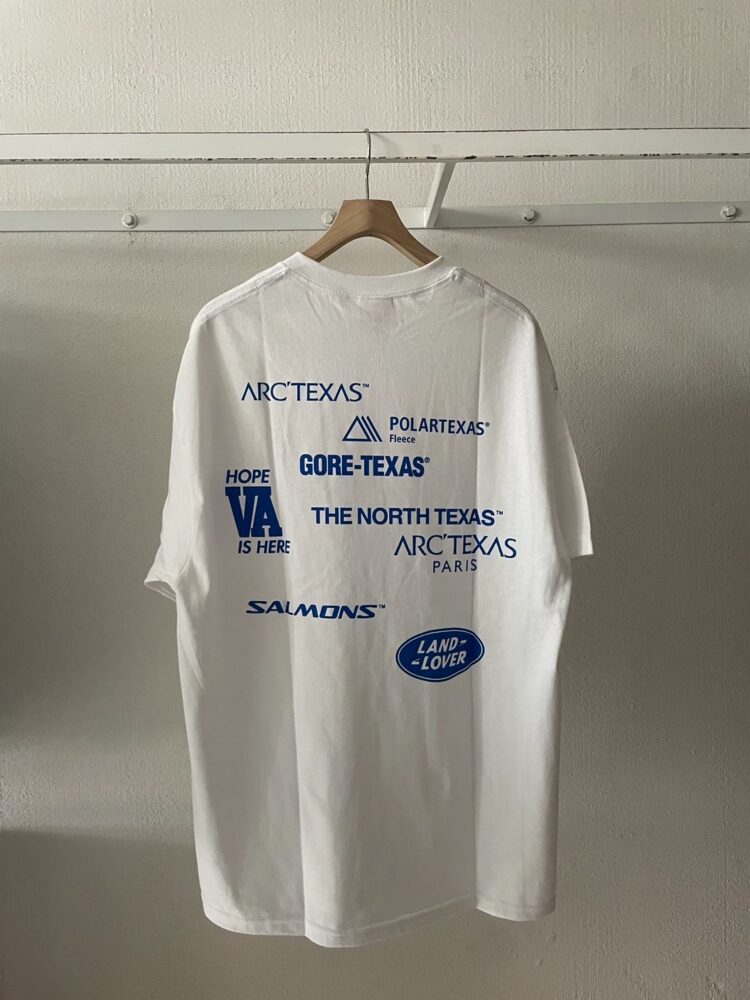 ARC'TEXAS™
POLARTEXAS®
Fleece
GORE-TEXAS®
HOPE
VA
IS HERE
THE NORTH TEXAS™
ARC'TEXAS
PARIS
SALMONS™
LAND-
-LOVER